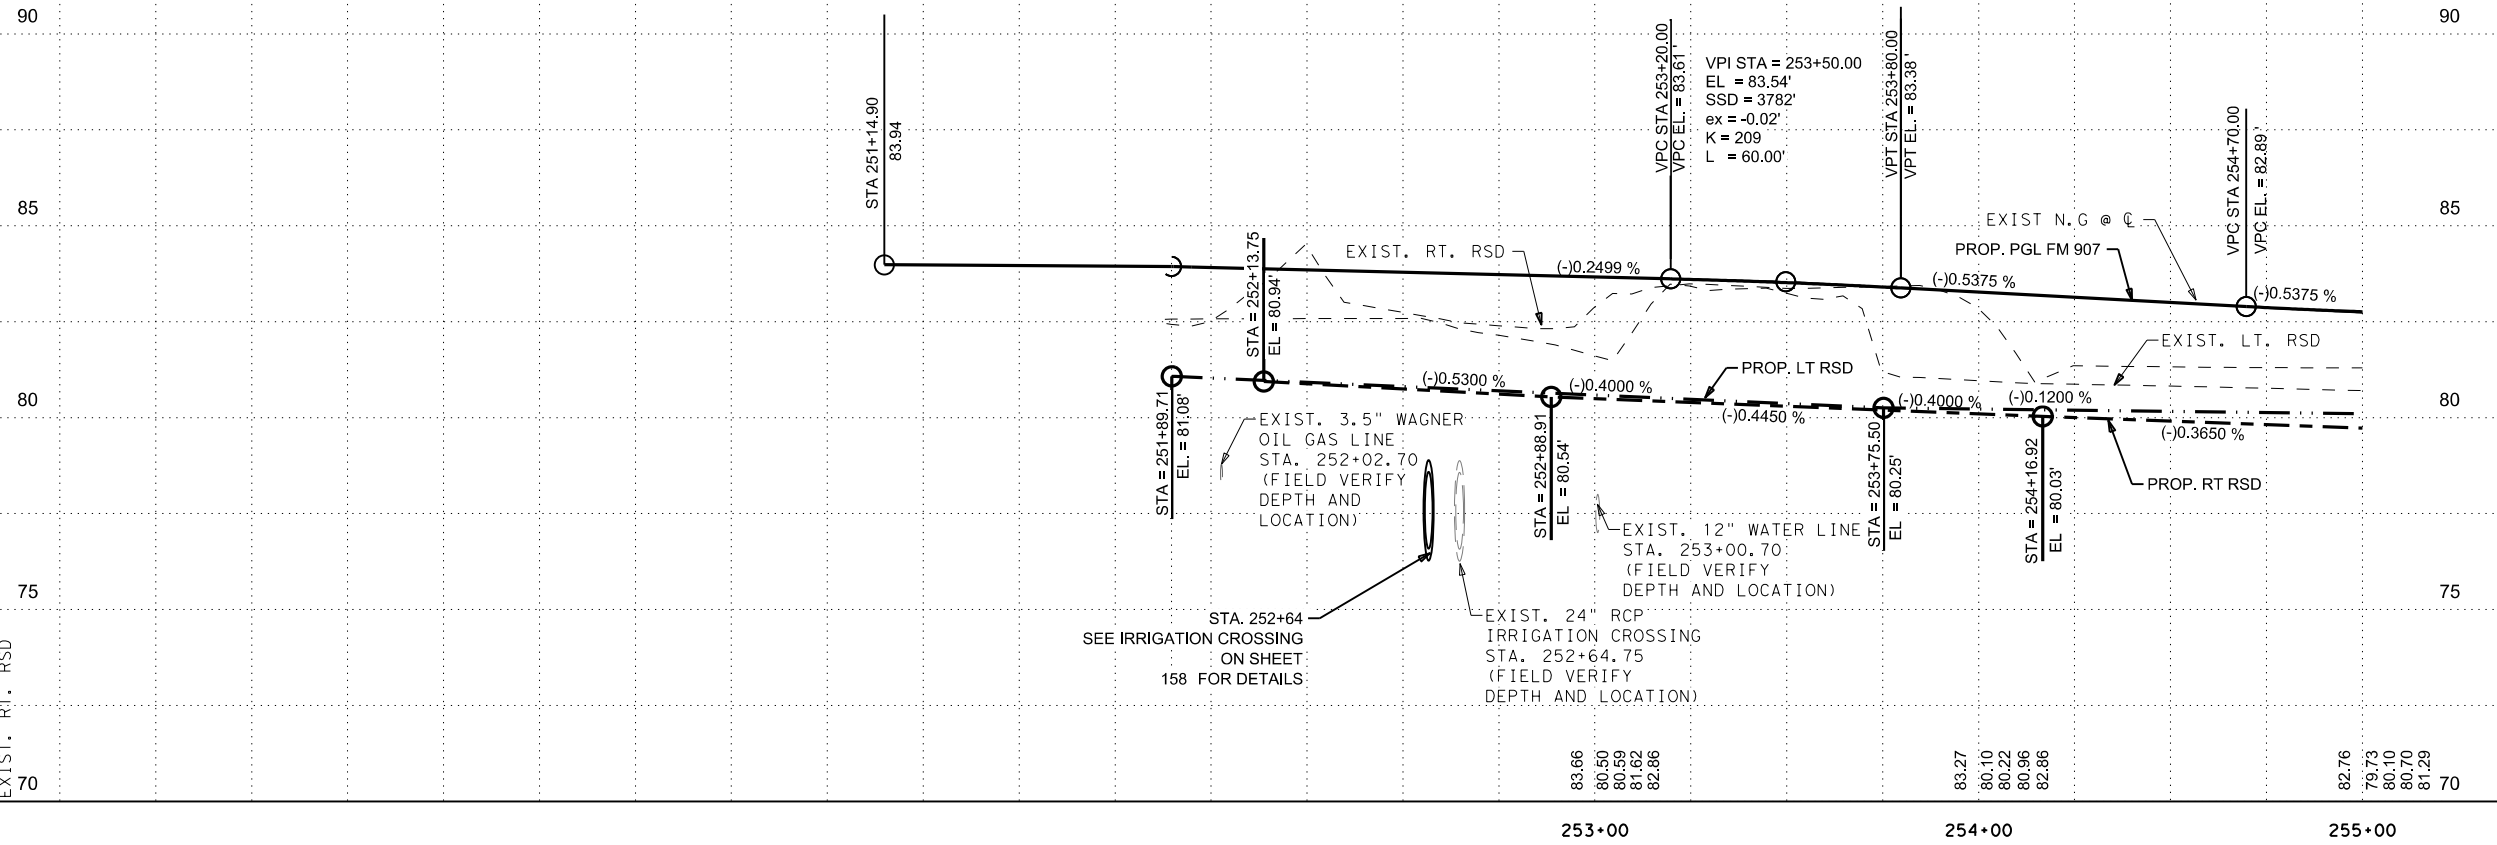 90
90
85
85
80
80
75
75
70
70
EXIST. RT. RSD
STA 251+14.90
83.94
STA = 252+13.75
EL = 80.94'
EXIST. RT. RSD
(-)0.2499 %
VPC STA 253+20.00
VPC EL. = 83.61'
VPI STA = 253+50.00
EL = 83.54'
SSD = 3782'
ex = -0.02'
K = 209
L = 60.00'
VPT STA 253+80.00
VPT EL. = 83.38'
EXIST N.G @ ℄
PROP. PGL FM 907
(-)0.5375 %
VPC STA 254+70.00
VPC EL. = 82.89'
(-)0.5375 %
EXIST. LT. RSD
(-)0.5300 %
(-)0.4000 %
PROP. LT RSD
(-)0.4450 %
(-)0.4000 %
(-)0.1200 %
(-)0.3650 %
PROP. RT RSD
STA = 251+89.71
EL. = 81.08'
EXIST. 3.5" WAGNER
OIL GAS LINE
STA. 252+02.70
(FIELD VERIFY
DEPTH AND
LOCATION)
STA = 252+88.91
EL = 80.54'
EXIST. 12" WATER LINE
STA. 253+00.70
(FIELD VERIFY
DEPTH AND LOCATION)
STA = 253+75.50
EL = 80.25'
STA = 254+16.92
EL = 80.03'
STA. 252+64
SEE IRRIGATION CROSSING
ON SHEET
158 FOR DETAILS
EXIST. 24" RCP
IRRIGATION CROSSING
STA. 252+64.75
(FIELD VERIFY
DEPTH AND LOCATION)
83.66
80.50
80.59
81.62
82.86
83.27
80.10
80.22
80.96
82.86
82.76
79.73
80.10
80.70
81.29
253+00
254+00
255+00